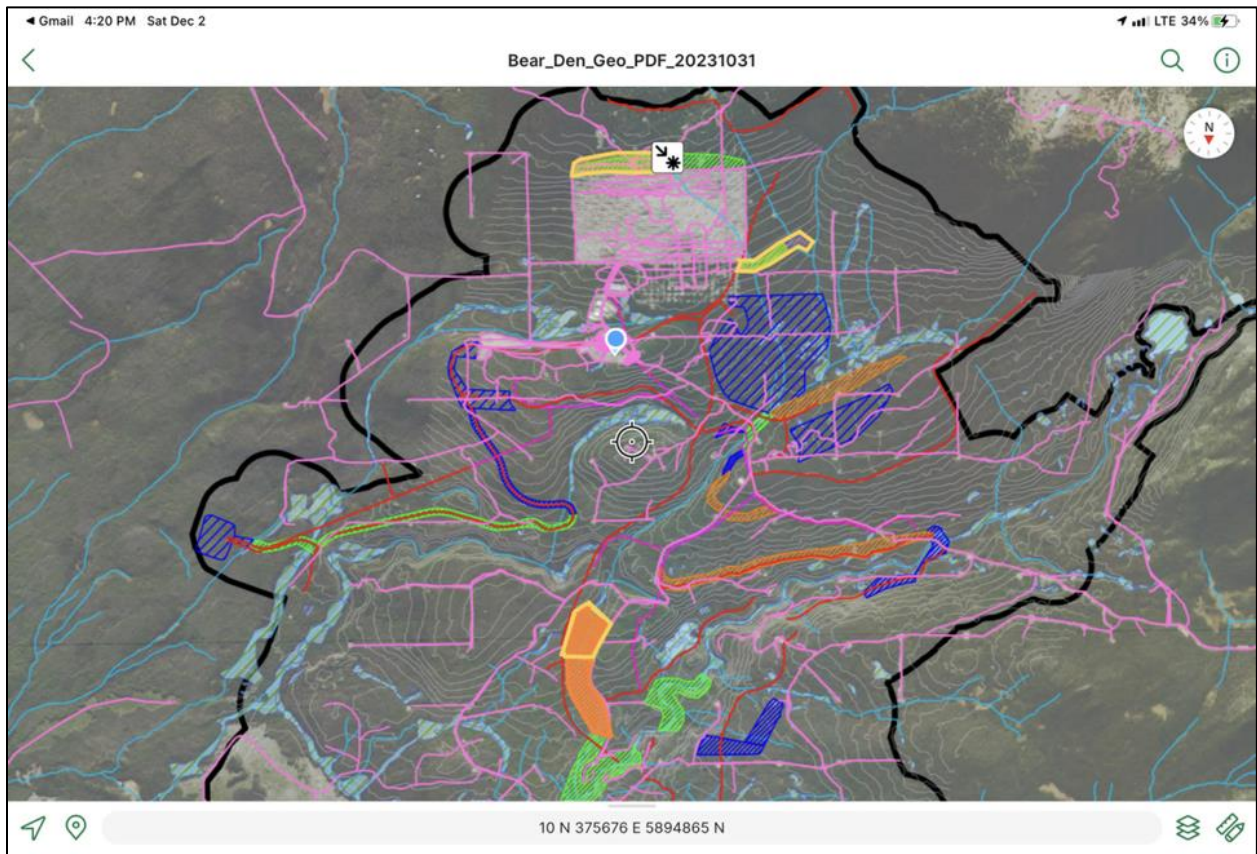 Gmail 4:20 PM Sat Dec 2 LTE 34%
Bear_Den_Geo_PDF_20231031
N
10 N 375676 E 5894865 N